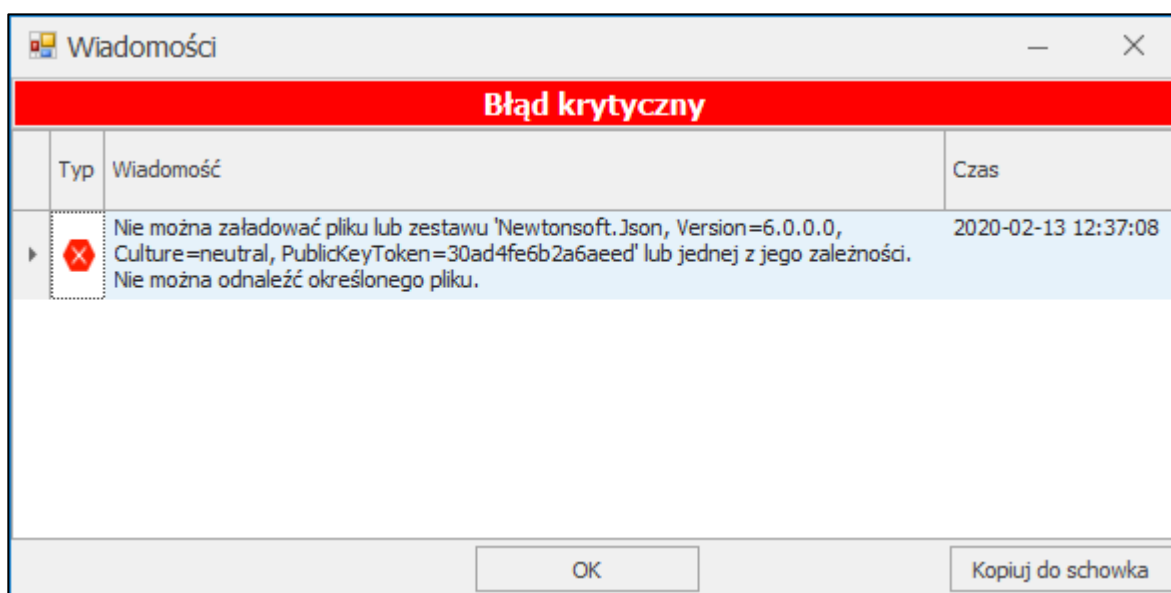 Wiadomości
Błąd krytyczny
Typ Wiadomość Czas
Nie można załadować pliku lub zestawu 'Newtonsoft.Json, Version=6.0.0.0, 2020-02-13 12:37:08
Culture=neutral, PublicKeyToken=30ad4fe6b2a6aeed' lub jednej z jego zależności.
Nie można odnaleźć określonego pliku.
OK Kopiuj do schowka